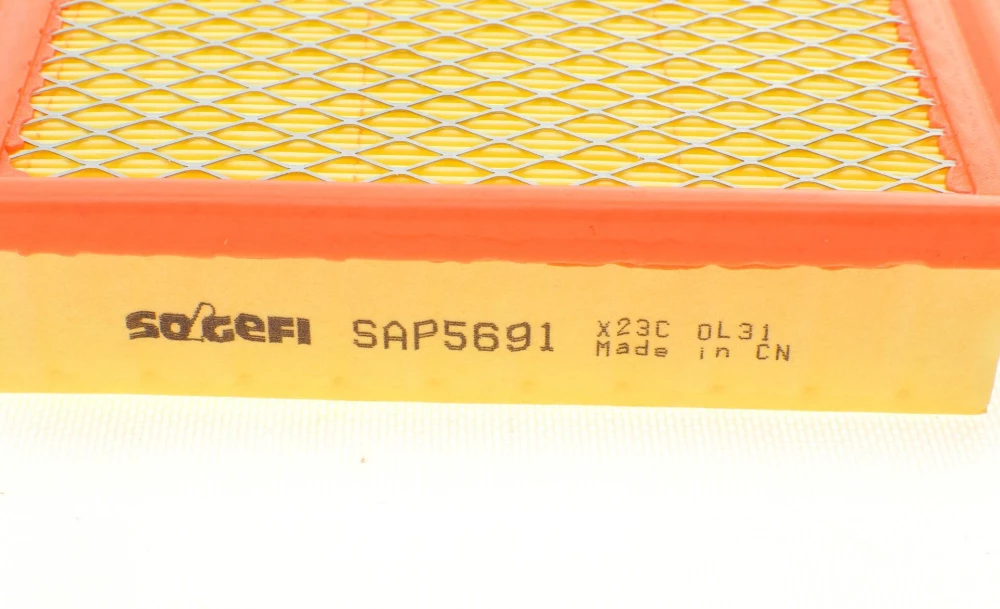 SOGEFI SAP5691 X23C 0L31
Made in CN